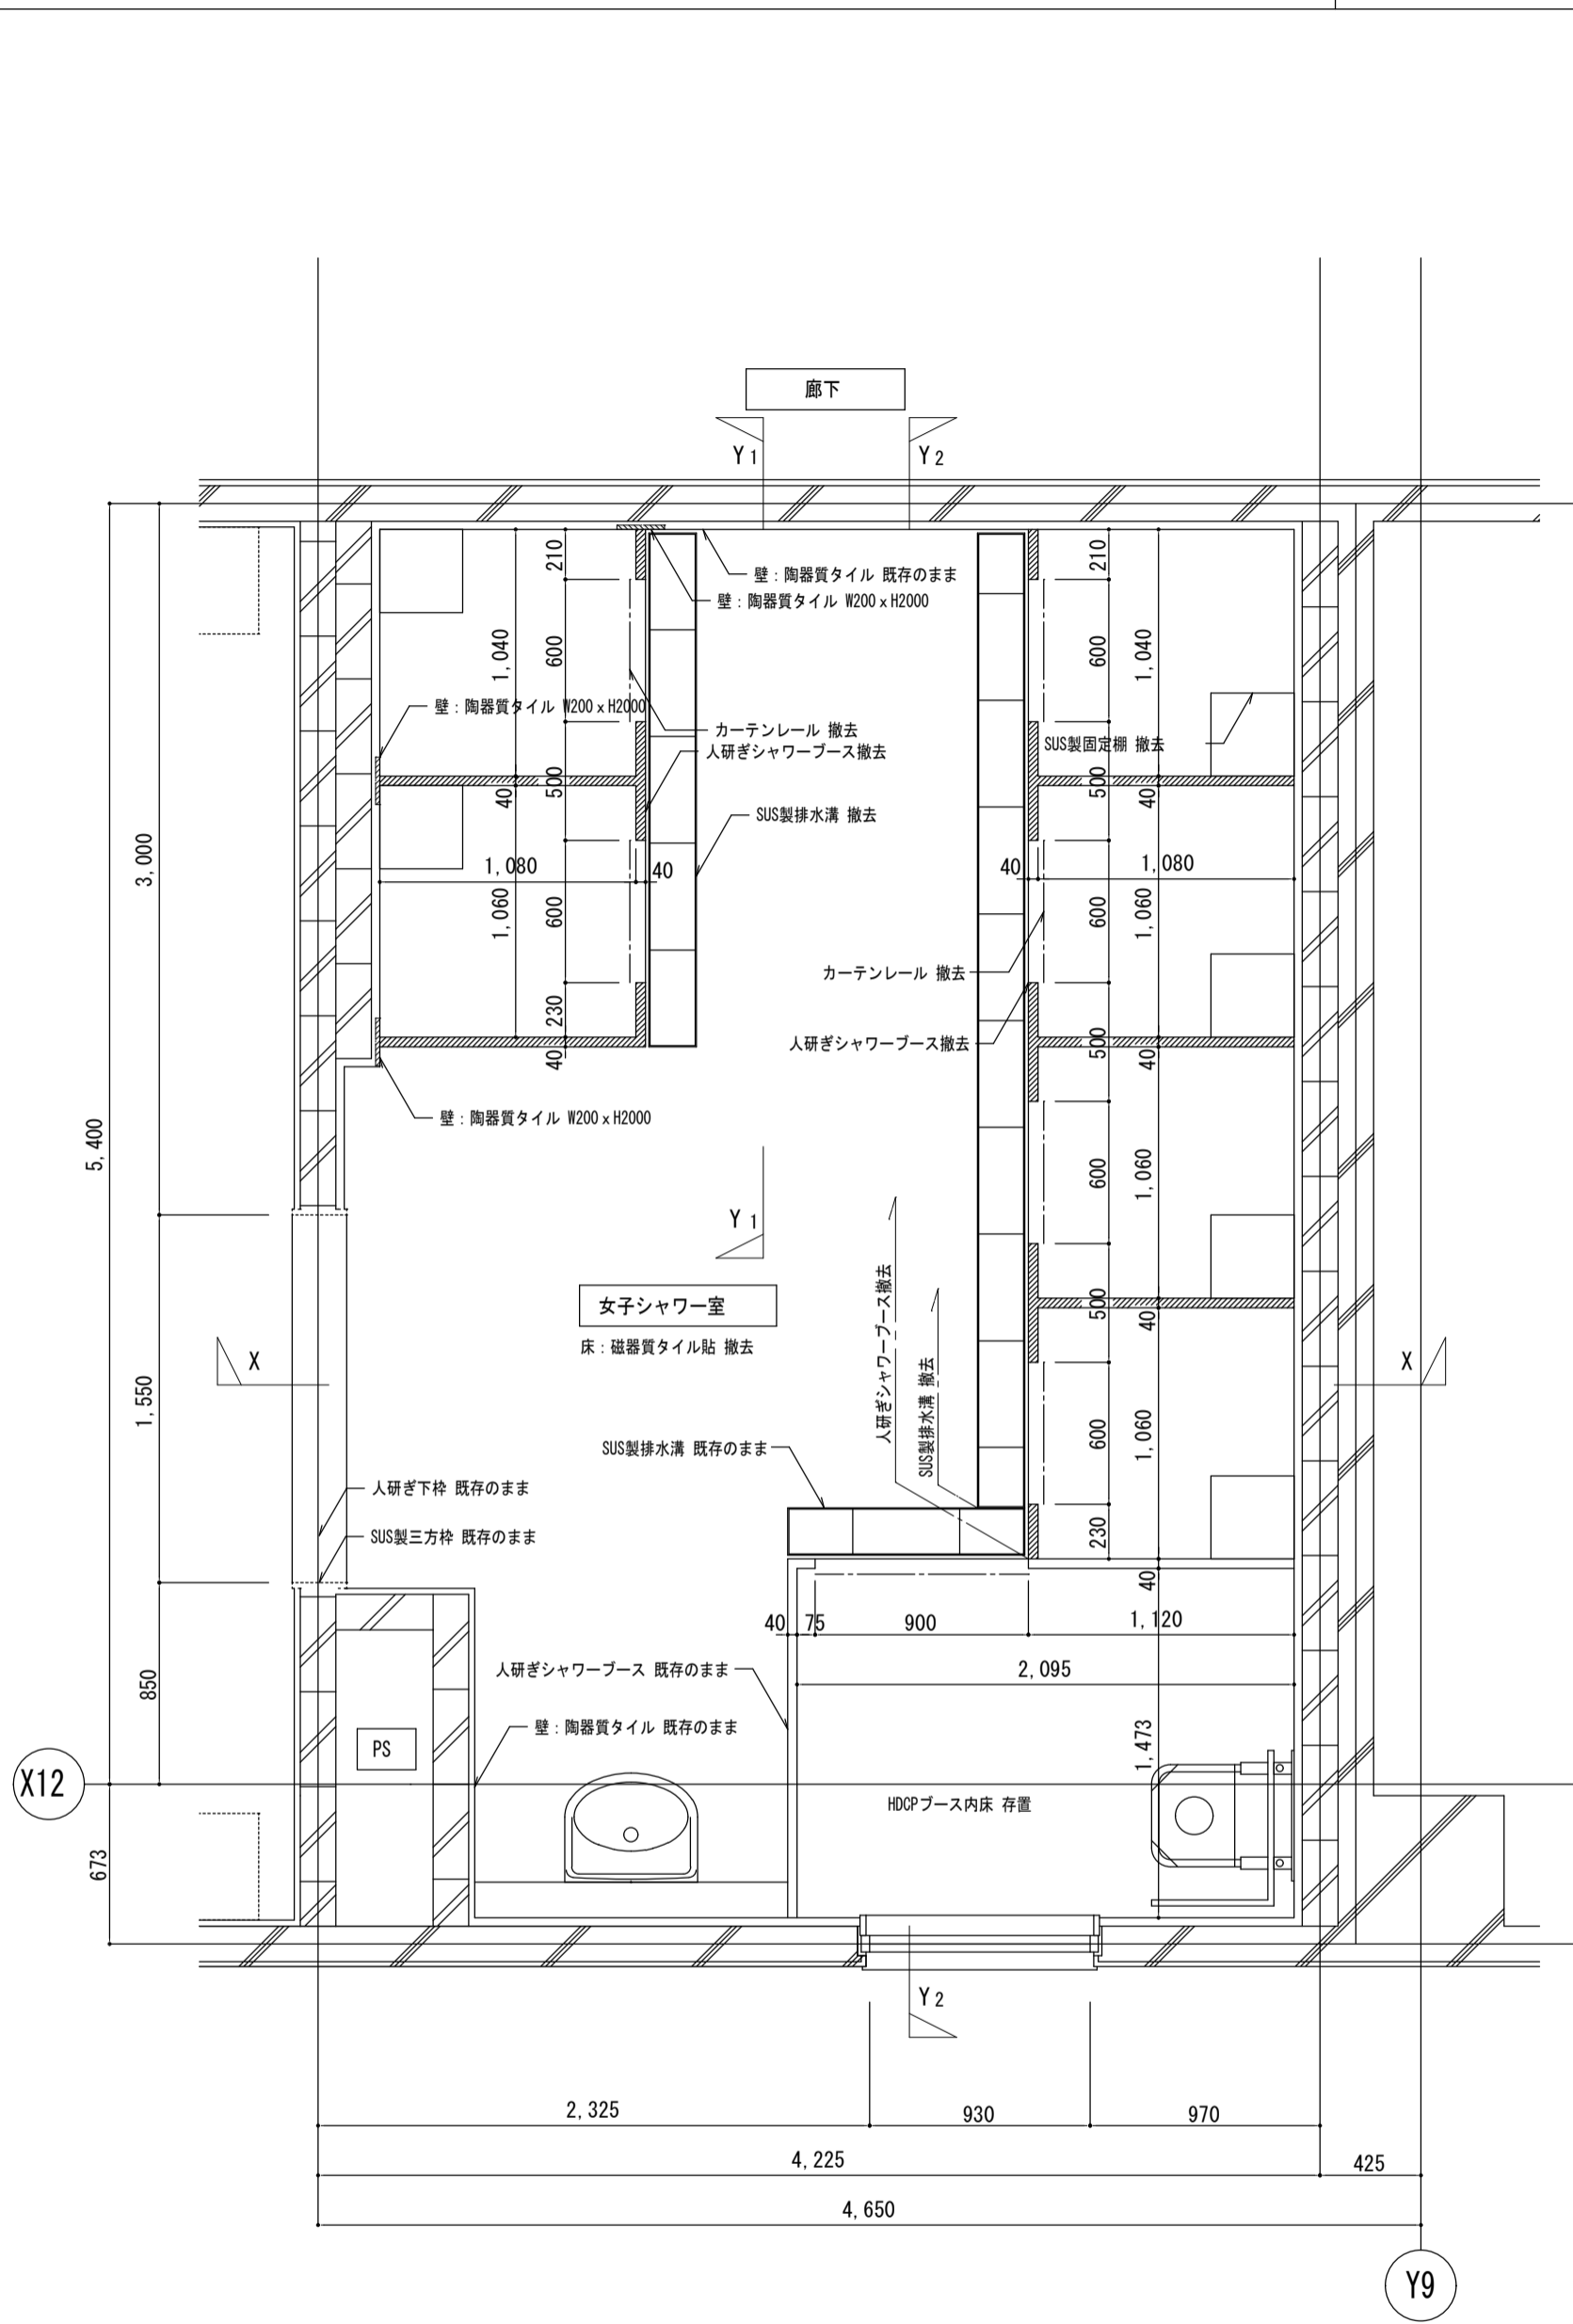 廊下
Y1
Y2
210
210
壁：陶器質タイル 既存のまま
壁：陶器質タイル W200 x H2000
1,040
600
600
1,040
壁：陶器質タイル W200 x H2000
カーテンレール 撤去
人研ぎシャワーブース撤去
SUS製固定棚 撤去
40
500
500
40
SUS製排水溝 撤去
3,000
1,080
40
40
1,080
1,060
600
600
1,060
カーテンレール 撤去
230
40
人研ぎシャワーブース撤去
500
40
壁：陶器質タイル W200 x H2000
5,400
600
1,060
Y1
女子シャワー室
床：磁器質タイル貼 撤去
人研ぎシャワーブース撤去
SUS製排水溝 撤去
500
40
X
X
1,550
600
1,060
SUS製排水溝 既存のまま
人研ぎ下枠 既存のまま
SUS製三方枠 既存のまま
230
40
40
75
900
1,120
人研ぎシャワーブース 既存のまま
2,095
850
壁：陶器質タイル 既存のまま
PS
1,473
X12
HDCPブース内床 存置
673
Y2
2,325
930
970
4,225
425
4,650
Y9